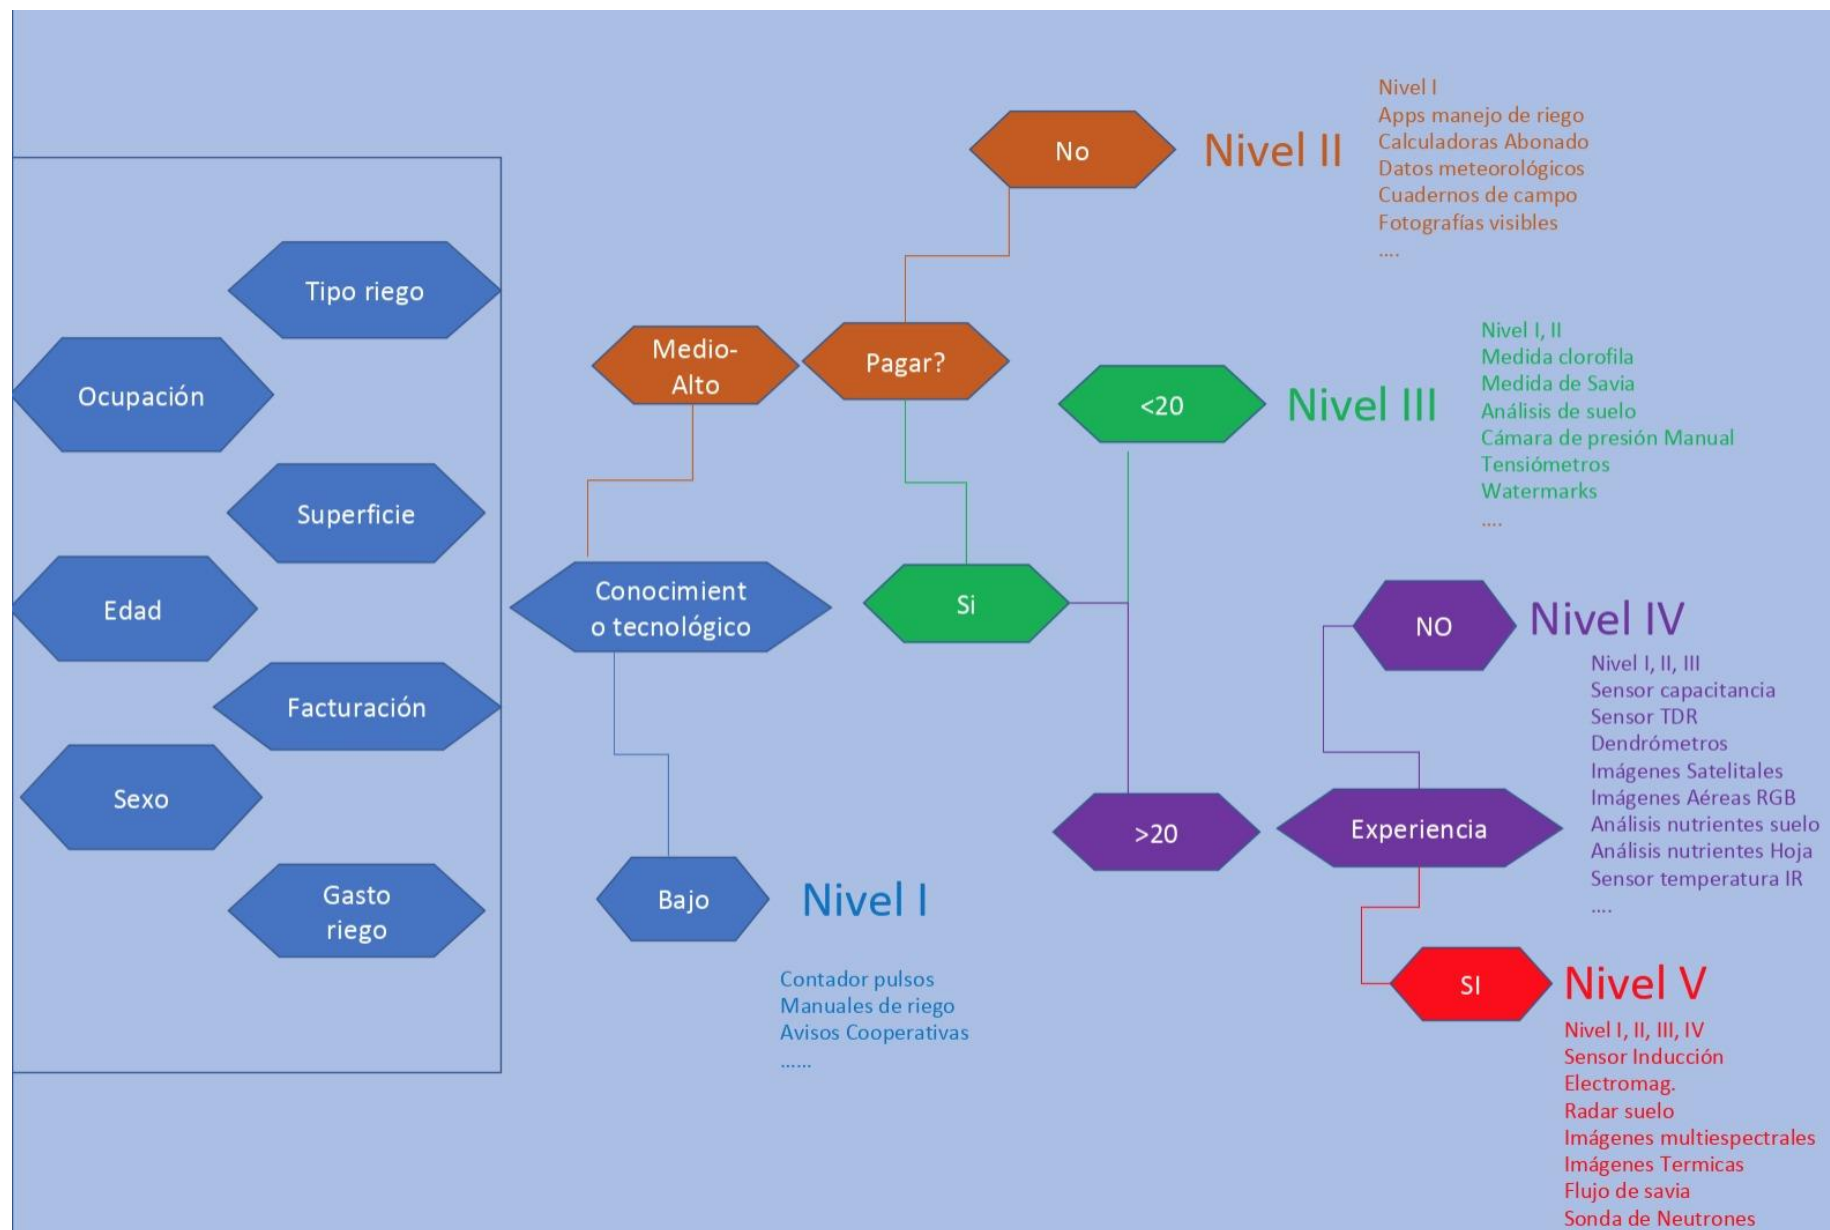 Tipo riego
Ocupación
Superficie
Edad
Facturación
Sexo
Gasto
riego
Conocimient
o tecnológico
Bajo
Nivel I
Contador pulsos
Manuales de riego
Avisos Cooperativas
......
Medio-
Alto
Pagar?
No
Nivel II
Nivel I
Apps manejo de riego
Calculadoras Abonado
Datos meteorológicos
Cuadernos de campo
Fotografías visibles
....
Si
<20
Nivel III
Nivel I, II
Medida clorofila
Medida de Savia
Análisis de suelo
Cámara de presión Manual
Tensiómetros
Watermarks
....
>20
Experiencia
NO
Nivel IV
Nivel I, II, III
Sensor capacitancia
Sensor TDR
Dendrómetros
Imágenes Satelitales
Imágenes Aéreas RGB
Análisis nutrientes suelo
Análisis nutrientes Hoja
Sensor temperatura IR
....
SI
Nivel V
Nivel I, II, III, IV
Sensor Inducción
Electromag.
Radar suelo
Imágenes multiespectrales
Imágenes Termicas
Flujo de savia
Sonda de Neutrones